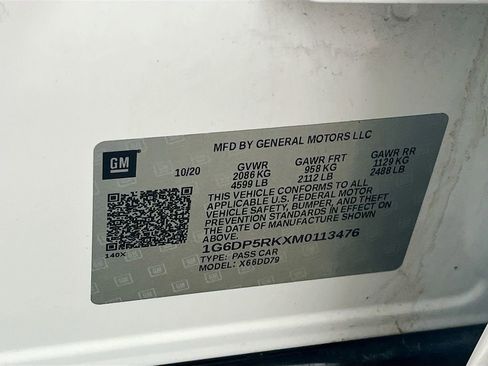 MFD BY GENERAL MOTORS LLC
GM
10/20 GVWR GAWR FRT GAWR RR
2086 KG 958 KG 1129 KG
4599 LB 2112 LB 2488 LB
THIS VEHICLE CONFORMS TO ALL
APPLICABLE U.S. FEDERAL MOTOR
VEHICLE SAFETY, BUMPER, AND THEFT
PREVENTION STANDARDS IN EFFECT ON
THE DATE OF MANUFACTURE SHOWN
ABOVE.
140X
1G6DP5RKXM0113476
TYPE: PASS CAR
MODEL: X66DD79